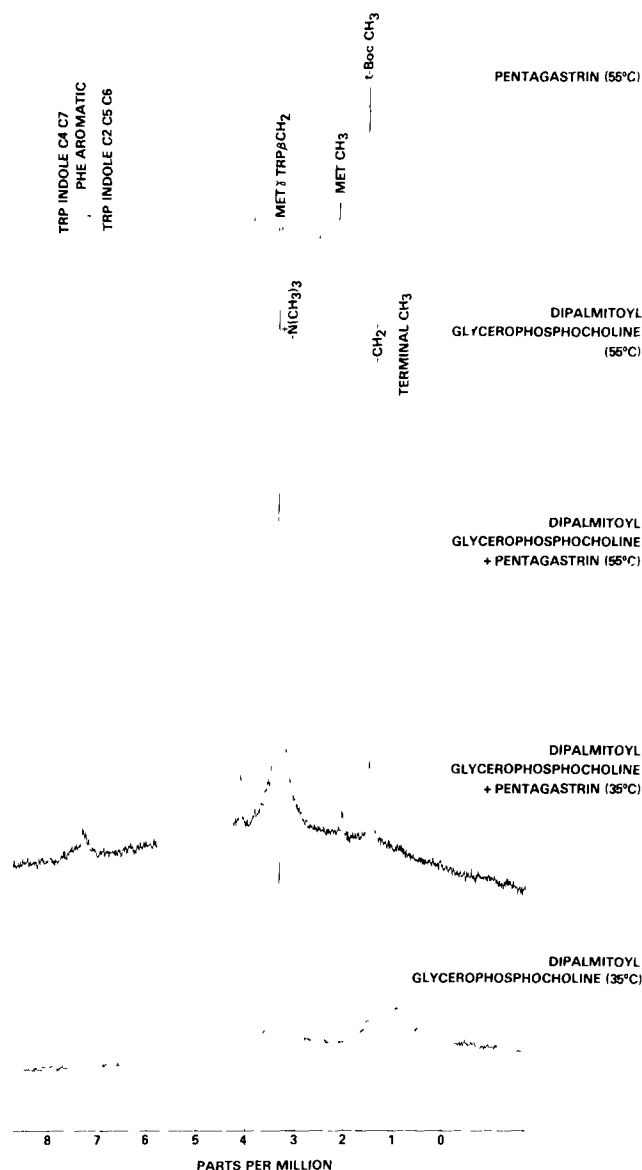 PENTAGASTRIN (55°C)
TRP INDOLE C4 C7
PHE AROMATIC
TRP INDOLE C2 C5 C6
MET γ TRPβCH2
MET CH3
t-Boc CH3
DIPALMITOYL
GLYCEROPHOSPHOCHOLINE
(55°C)
-N(CH3)3
+
-CH2-
TERMINAL CH3
DIPALMITOYL
GLYCEROPHOSPHOCHOLINE
+ PENTAGASTRIN (55°C)
DIPALMITOYL
GLYCEROPHOSPHOCHOLINE
+ PENTAGASTRIN (35°C)
DIPALMITOYL
GLYCEROPHOSPHOCHOLINE (35°C)
8 7 6 5 4 3 2 1 0
PARTS PER MILLION